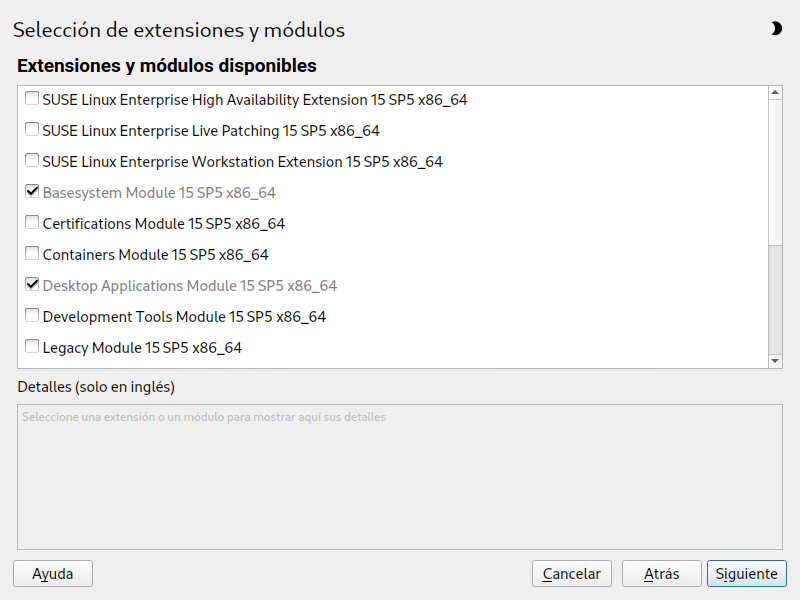 Selección de extensiones y módulos
Extensiones y módulos disponibles
SUSE Linux Enterprise High Availability Extension 15 SP5 x86_64
SUSE Linux Enterprise Live Patching 15 SP5 x86_64
SUSE Linux Enterprise Workstation Extension 15 SP5 x86_64
Basesystem Module 15 SP5 x86_64
Certifications Module 15 SP5 x86_64
Containers Module 15 SP5 x86_64
Desktop Applications Module 15 SP5 x86_64
Development Tools Module 15 SP5 x86_64
Legacy Module 15 SP5 x86_64
Detalles (solo en inglés)
Seleccione una extensión o un módulo para mostrar aquí sus detalles
Ayuda Cancelar Atrás Siguiente